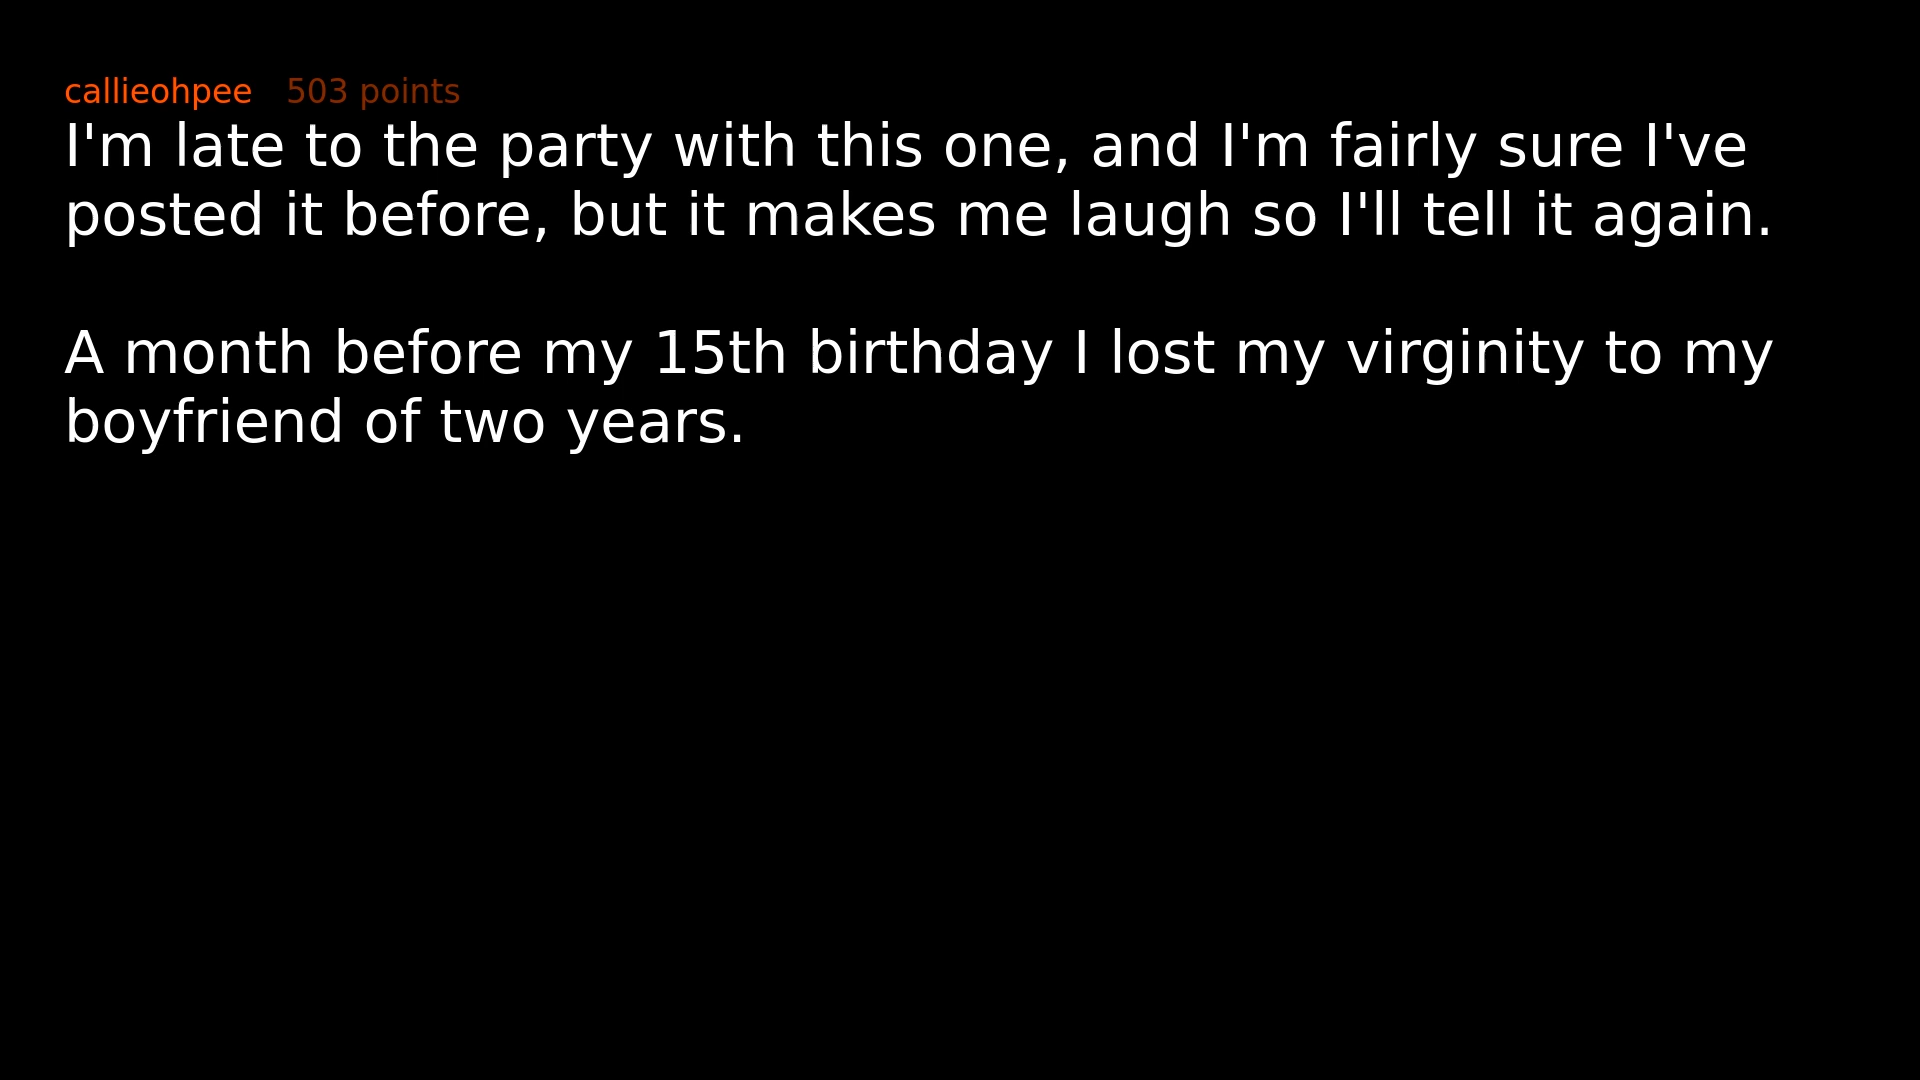 callieohpee 503 points
I'm late to the party with this one, and I'm fairly sure I've
posted it before, but it makes me laugh so I'll tell it again.
A month before my 15th birthday I lost my virginity to my
boyfriend of two years.